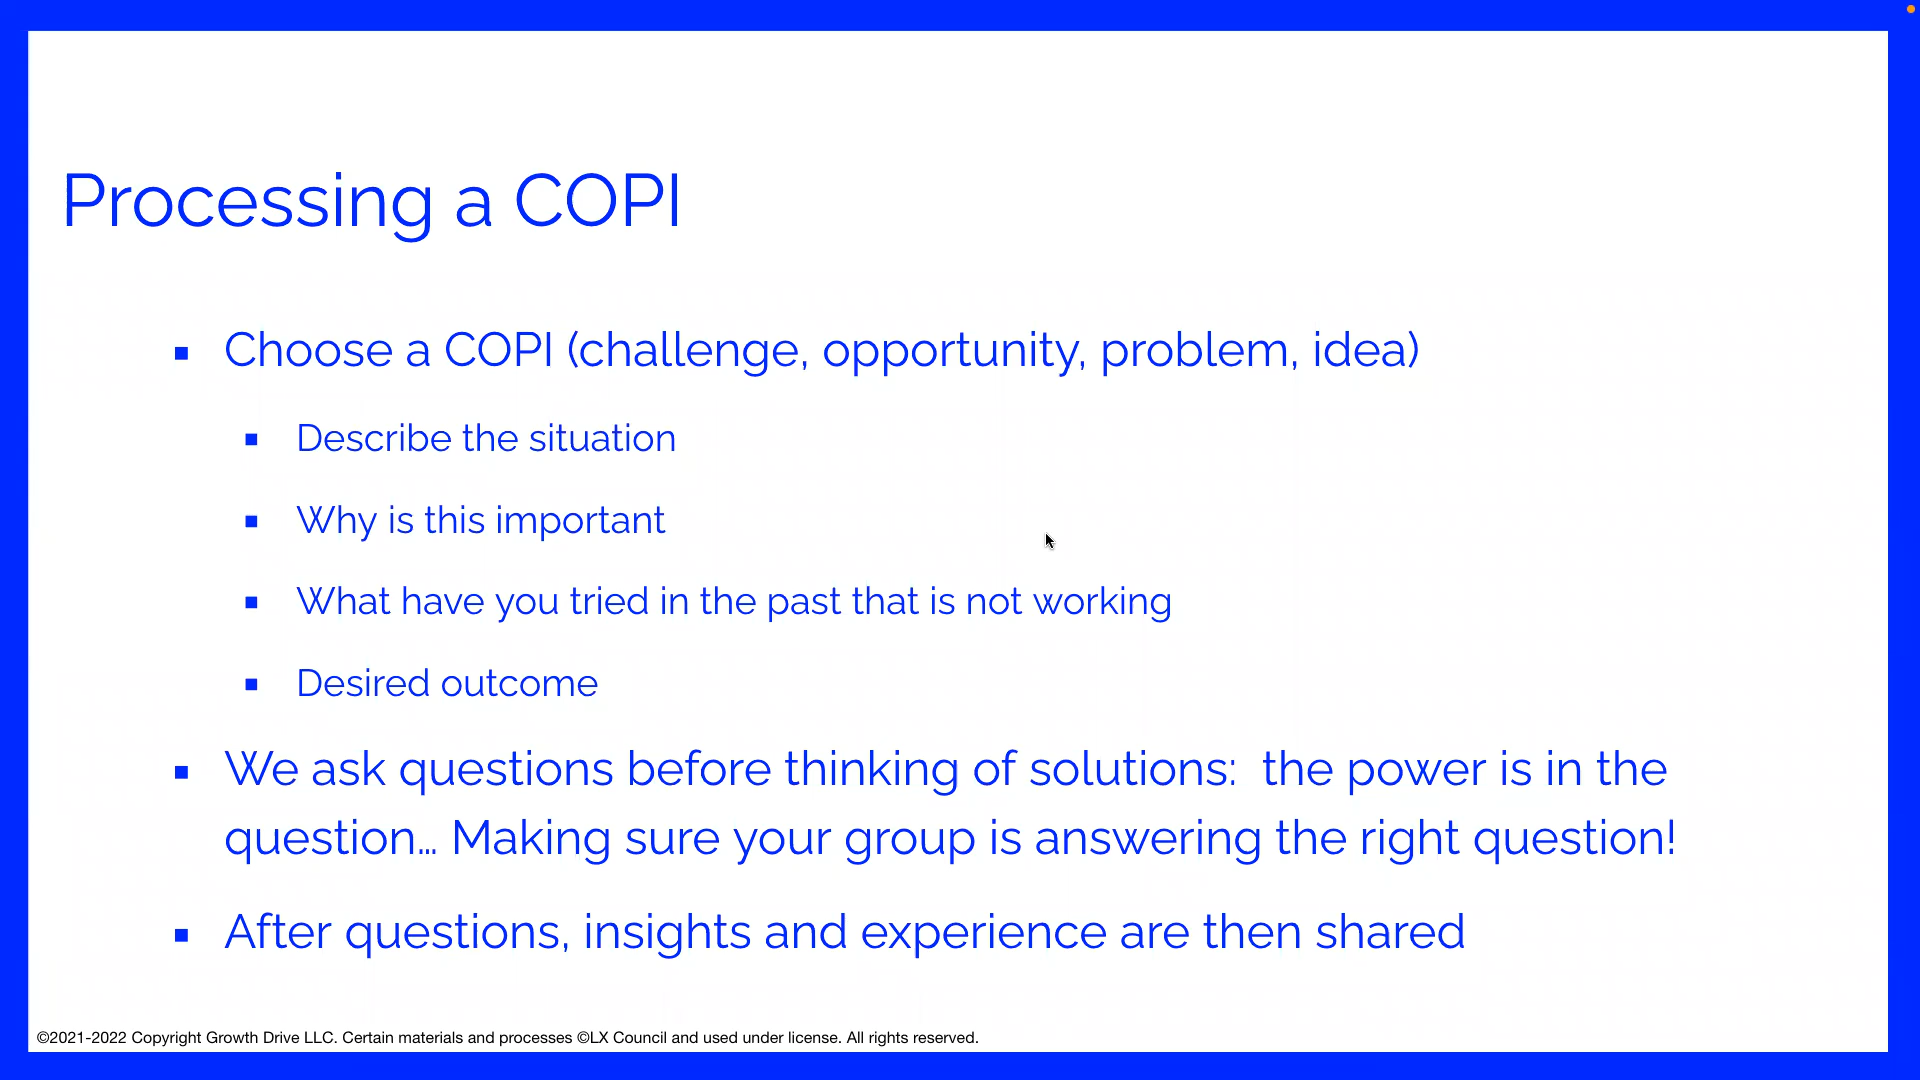 Processing a COPI
▪ Choose a COPI (challenge, opportunity, problem, idea)
▪ Describe the situation
▪ Why is this important
▪ What have you tried in the past that is not working
▪ Desired outcome
▪ We ask questions before thinking of solutions:  the power is in the
question… Making sure your group is answering the right question!
▪ After questions, insights and experience are then shared
©2021-2022 Copyright Growth Drive LLC. Certain materials and processes ©LX Council and used under license. All rights reserved.